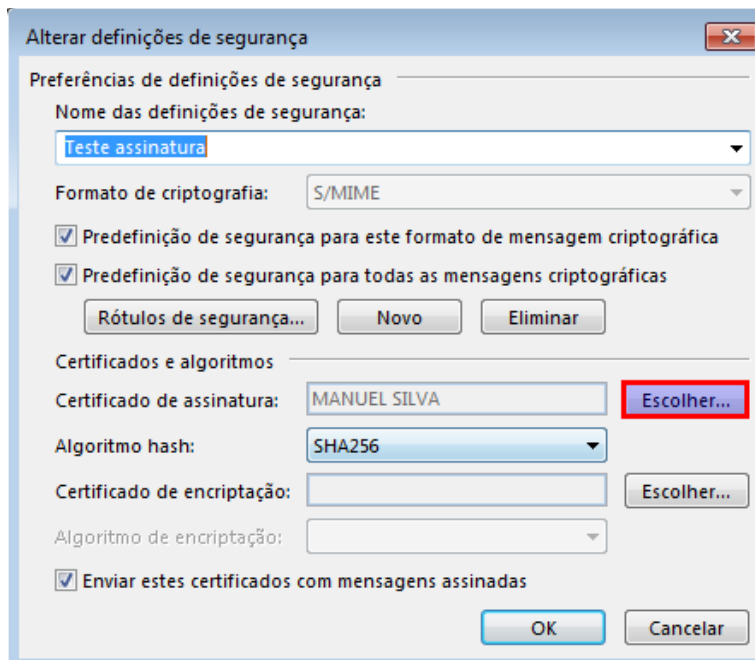 Alterar definições de segurança
Preferências de definições de segurança
Nome das definições de segurança:
Teste assinatura
Formato de criptografia: S/MIME
Predefinição de segurança para este formato de mensagem criptográfica
Predefinição de segurança para todas as mensagens criptográficas
Rótulos de segurança... Novo Eliminar
Certificados e algoritmos
Certificado de assinatura: MANUEL SILVA Escolher...
Algoritmo hash: SHA256
Certificado de encriptação: Escolher...
Algoritmo de encriptação:
Enviar estes certificados com mensagens assinadas
OK Cancelar